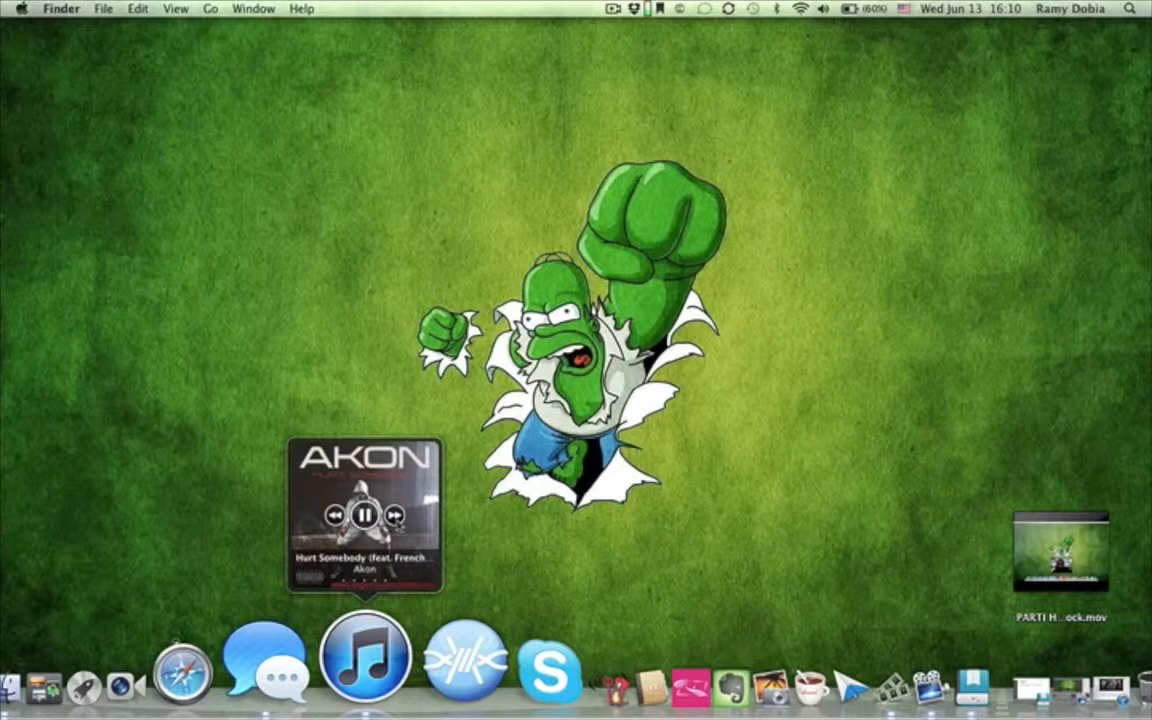 Finder File Edit View Go Window Help (60%) Wed Jun 13 16:10 Ramy Dobia
AKON
Hurt Somebody (feat. French
Akon
PARTI H...ock.mov
S